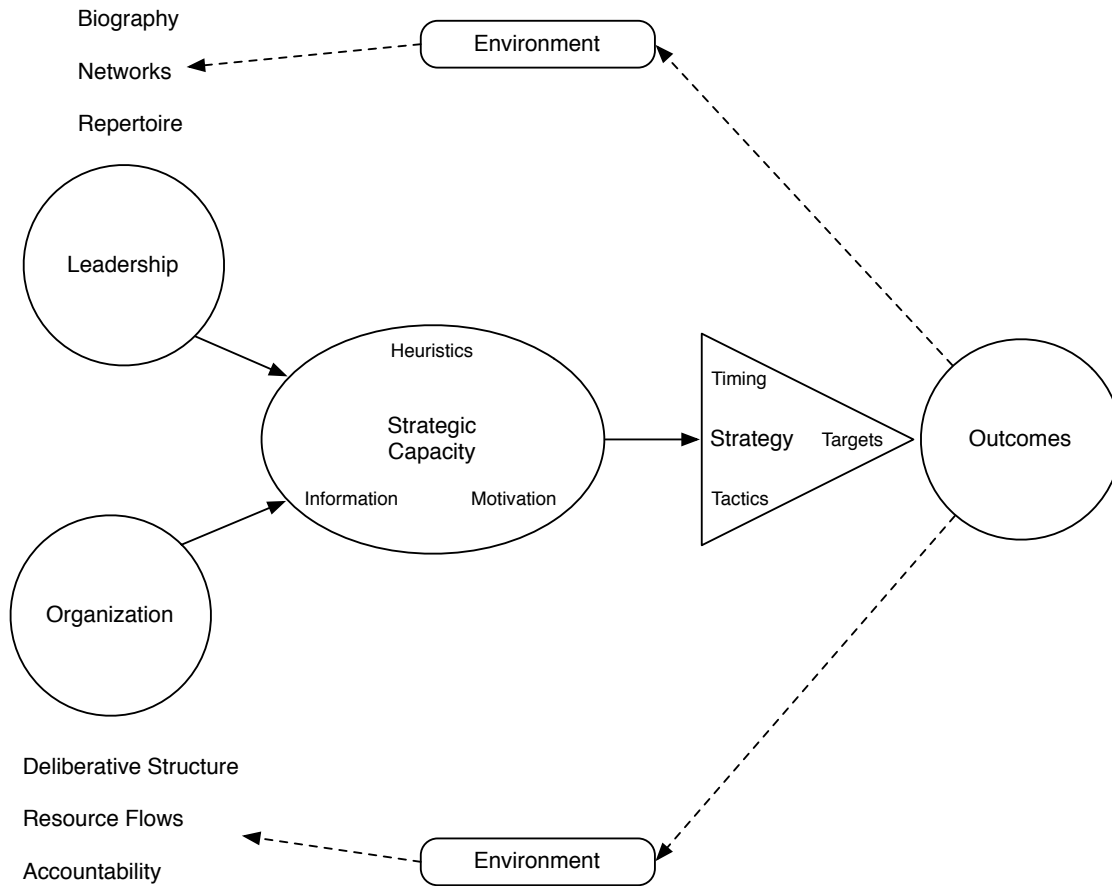 Biography
Environment
Networks
Repertoire
Leadership
Heuristics
Timing
Strategic
Capacity
Strategy
Targets
Outcomes
Information
Motivation
Tactics
Organization
Deliberative Structure
Resource Flows
Environment
Accountability